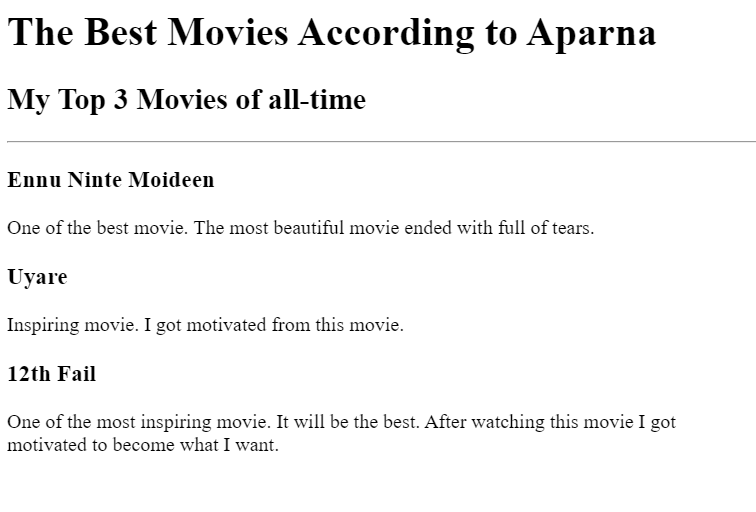 The Best Movies According to Aparna
My Top 3 Movies of all-time
Ennu Ninte Moideen
One of the best movie. The most beautiful movie ended with full of tears.
Uyare
Inspiring movie. I got motivated from this movie.
12th Fail
One of the most inspiring movie. It will be the best. After watching this movie I got
motivated to become what I want.